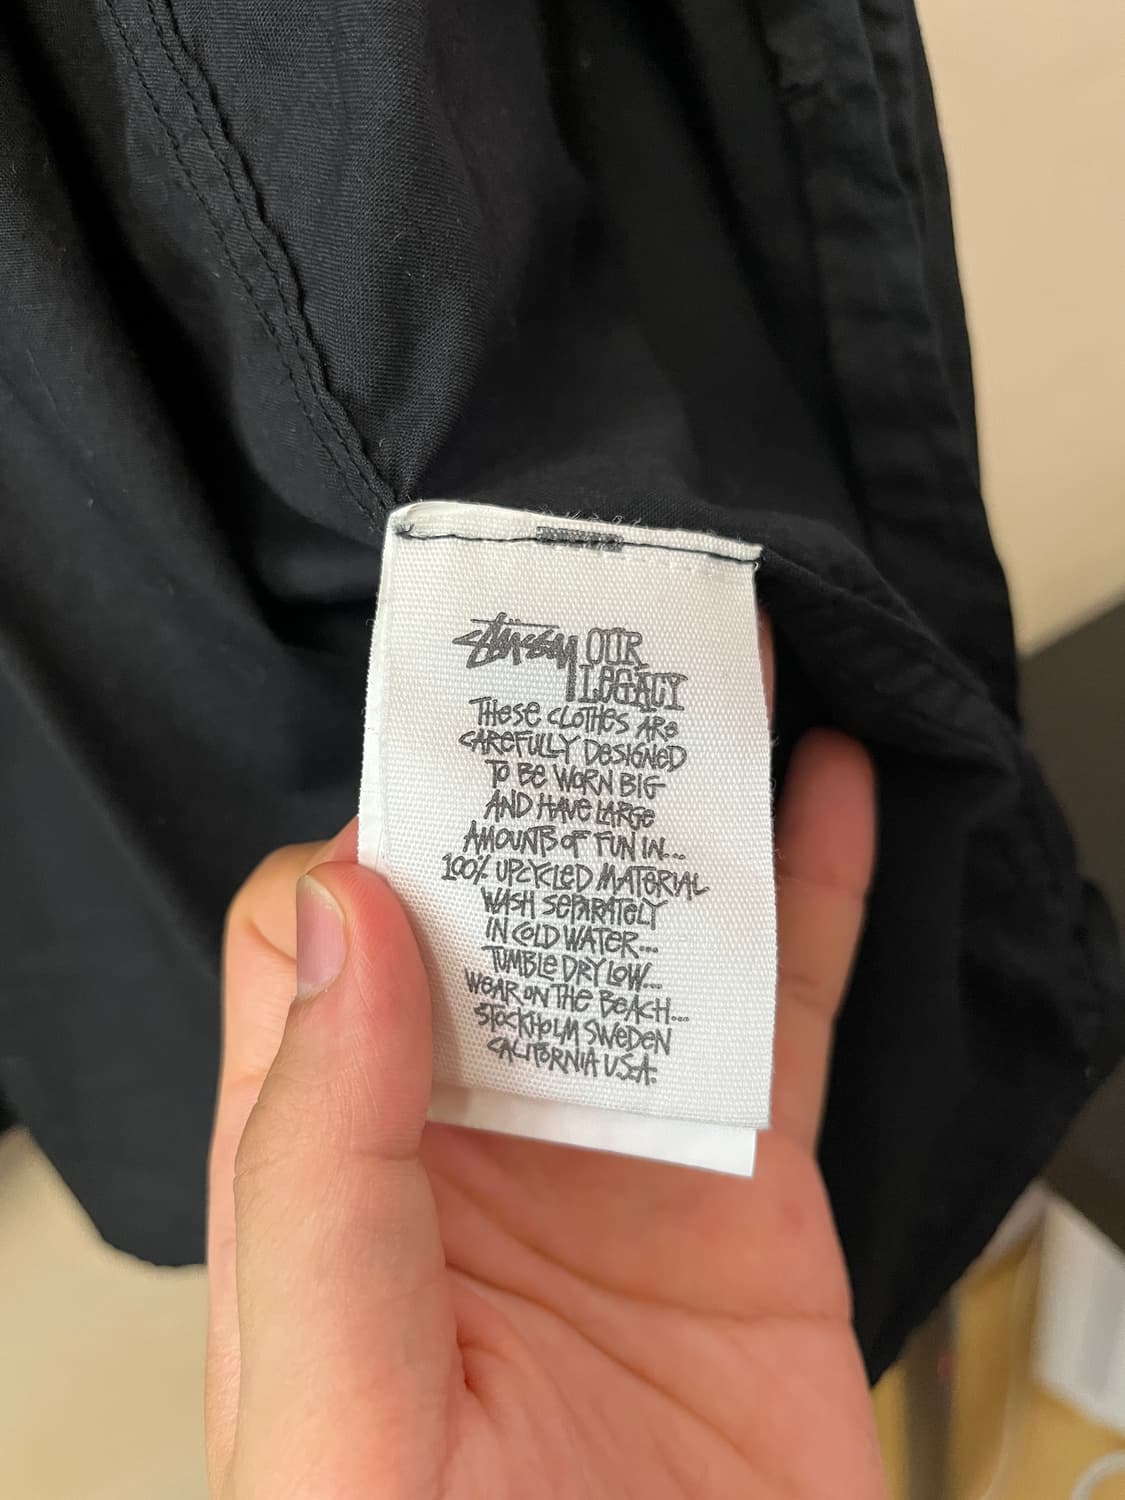 Stüssy OUR
LEGACY
THESE CLOTHES ARE
CAREFULLY DESIGNED
TO BE WORN BIG
AND HAVE LARGE
AMOUNTS OF FUN IN...
100% UPCYCLED MATERIAL
WASH SEPARATELY
IN COLD WATER...
TUMBLE DRY LOW...
WEAR ON THE BEACH...
STOCKHOLM SWEDEN
CALIFORNIA U.S.A.